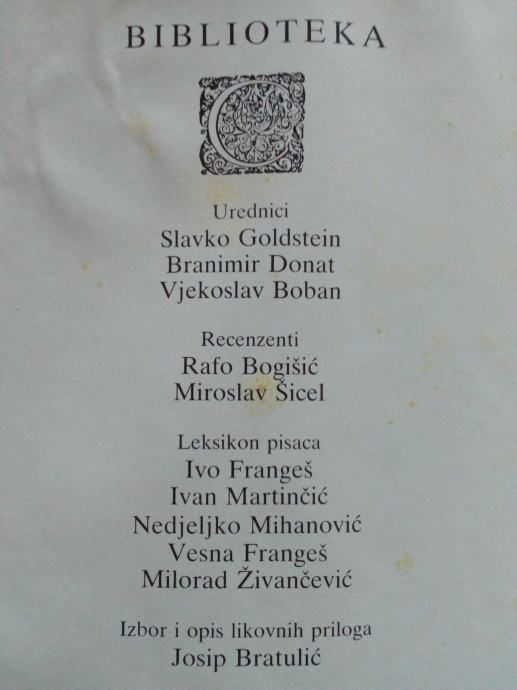 BIBLIOTEKA
C
Urednici
Slavko Goldstein
Branimir Donat
Vjekoslav Boban
Recenzenti
Rafo Bogišić
Miroslav Šicel
Leksikon pisaca
Ivo Frangeš
Ivan Martinčić
Nedjeljko Mihanović
Vesna Frangeš
Milorad Živančević
Izbor i opis likovnih priloga
Josip Bratulić